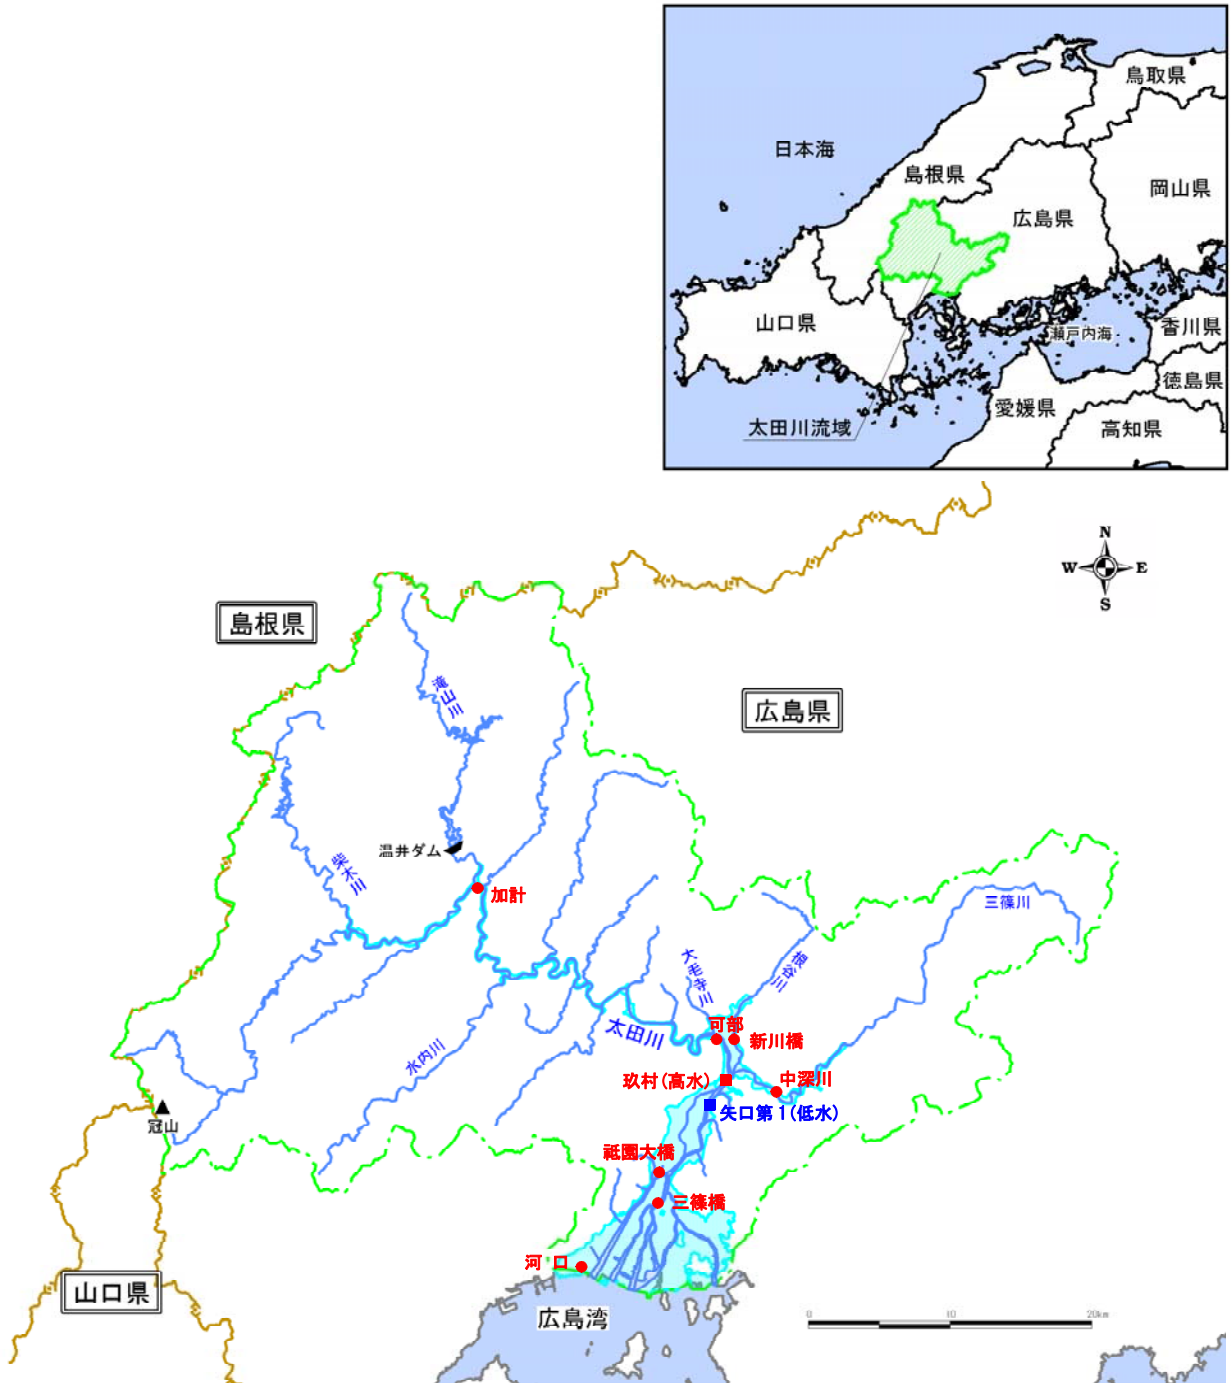 鳥取県
日本海
島根県
岡山県
広島県
山口県
瀬戸内海
香川県
徳島県
愛媛県
高知県
太田川流域
N
W
E
S
島根県
滝山川
広島県
温井ダム
柴木川
加計
三篠川
大毛寺川
根谷川
太田川
可部
新川橋
水内川
玖村(高水)
中深川
矢口第1(低水)
冠山
祗園大橋
三篠橋
河口
山口県
広島湾
0
10
20km